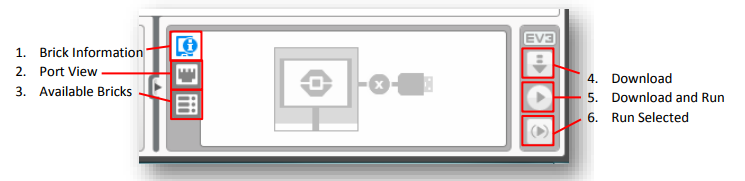 1. Brick Information
2. Port View
3. Available Bricks
EV3
4. Download
5. Download and Run
6. Run Selected